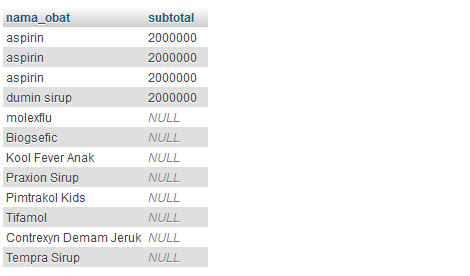 nama_obat subtotal
aspirin 2000000
aspirin 2000000
aspirin 2000000
dumin sirup 2000000
molexflu NULL
Biogsefic NULL
Kool Fever Anak NULL
Praxion Sirup NULL
Pimtrakol Kids NULL
Tifamol NULL
Contrexyn Demam Jeruk NULL
Tempra Sirup NULL